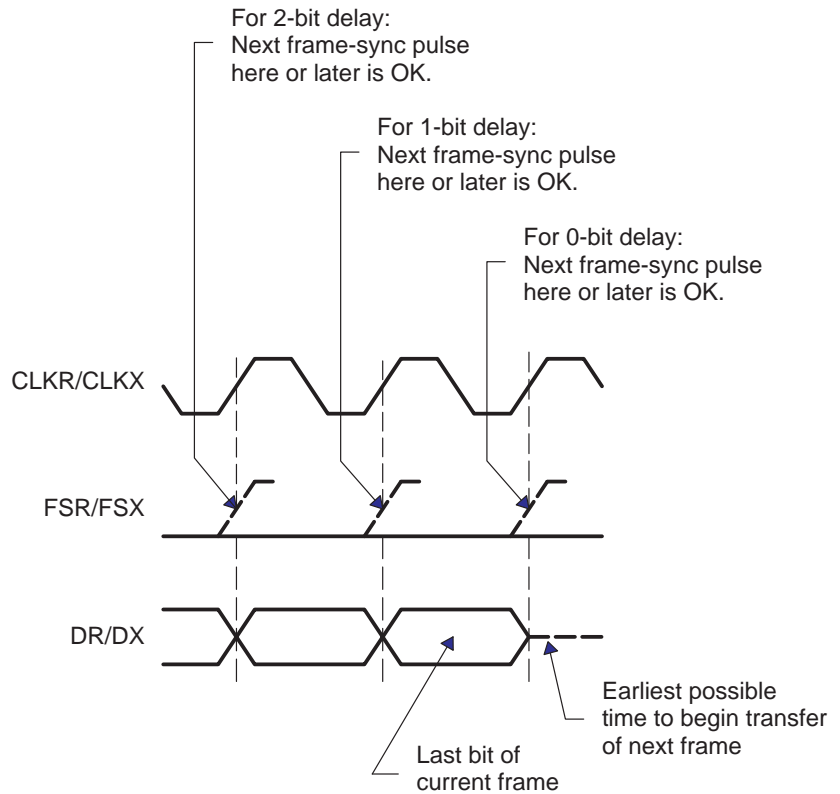 For 2-bit delay:
Next frame-sync pulse
here or later is OK.
For 1-bit delay:
Next frame-sync pulse
here or later is OK.
For 0-bit delay:
Next frame-sync pulse
here or later is OK.
CLKR/CLKX
FSR/FSX
DR/DX
Earliest possible
time to begin transfer
of next frame
Last bit of
current frame